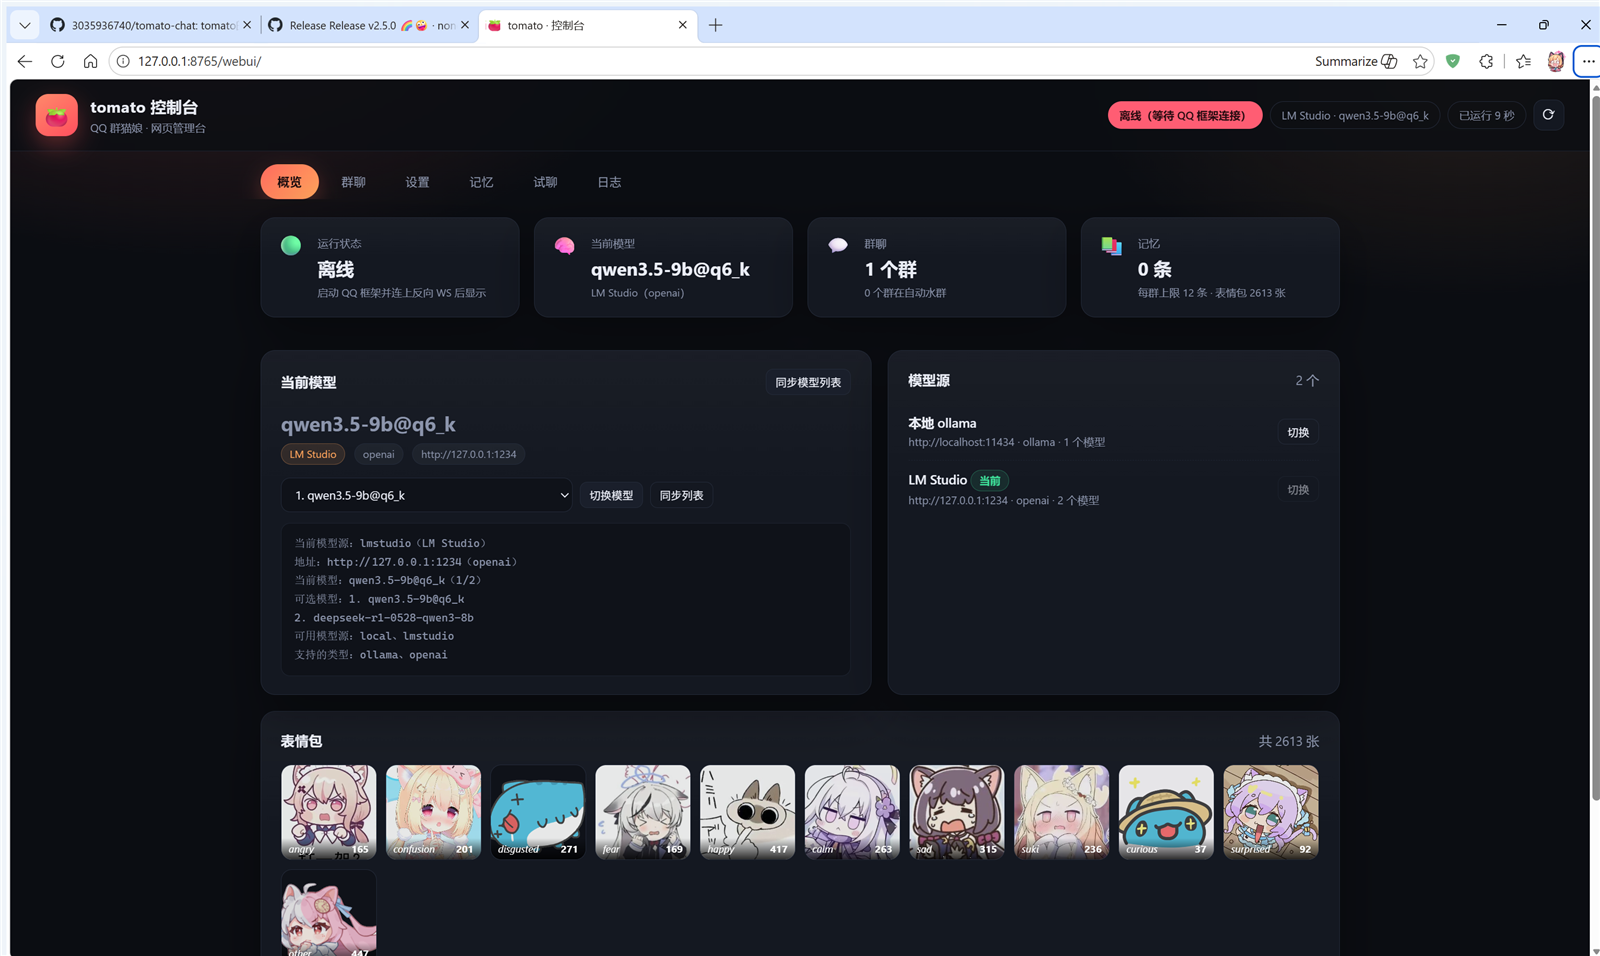 3035936740/tomato-chat: tomato
Release Release v2.5.0 🌈🤪 · non
tomato · 控制台
127.0.0.1:8765/webui/
Summarize
tomato 控制台
QQ 群猫娘 · 网页管理台
离线（等待 QQ 框架连接）
LM Studio · qwen3.5-9b@q6_k
已运行 9 秒
概览
群聊
设置
记忆
试聊
日志
运行状态
离线
启动 QQ 框架并连上反向 WS 后显示
当前模型
qwen3.5-9b@q6_k
LM Studio（openai）
群聊
1 个群
0 个群在自动水群
记忆
0 条
每群上限 12 条 · 表情包 2613 张
当前模型
同步模型列表
qwen3.5-9b@q6_k
LM Studio
openai
http://127.0.0.1:1234
1. qwen3.5-9b@q6_k
切换模型
同步列表
当前模型源: lmstudio（LM Studio）
地址: http://127.0.0.1:1234（openai）
当前模型: qwen3.5-9b@q6_k（1/2）
可选模型: 1. qwen3.5-9b@q6_k
2. deepseek-r1-0528-qwen3-8b
可用模型源: local、lmstudio
支持的类型: ollama、openai
模型源
2 个
本地 ollama
http://localhost:11434 · ollama · 1 个模型
切换
LM Studio 当前
http://127.0.0.1:1234 · openai · 2 个模型
切换
表情包
共 2613 张
angry 165
confusion 201
disgusted 271
fear 169
happy 417
calm 263
sad 315
suki 236
curious 37
surprised 92
other 447